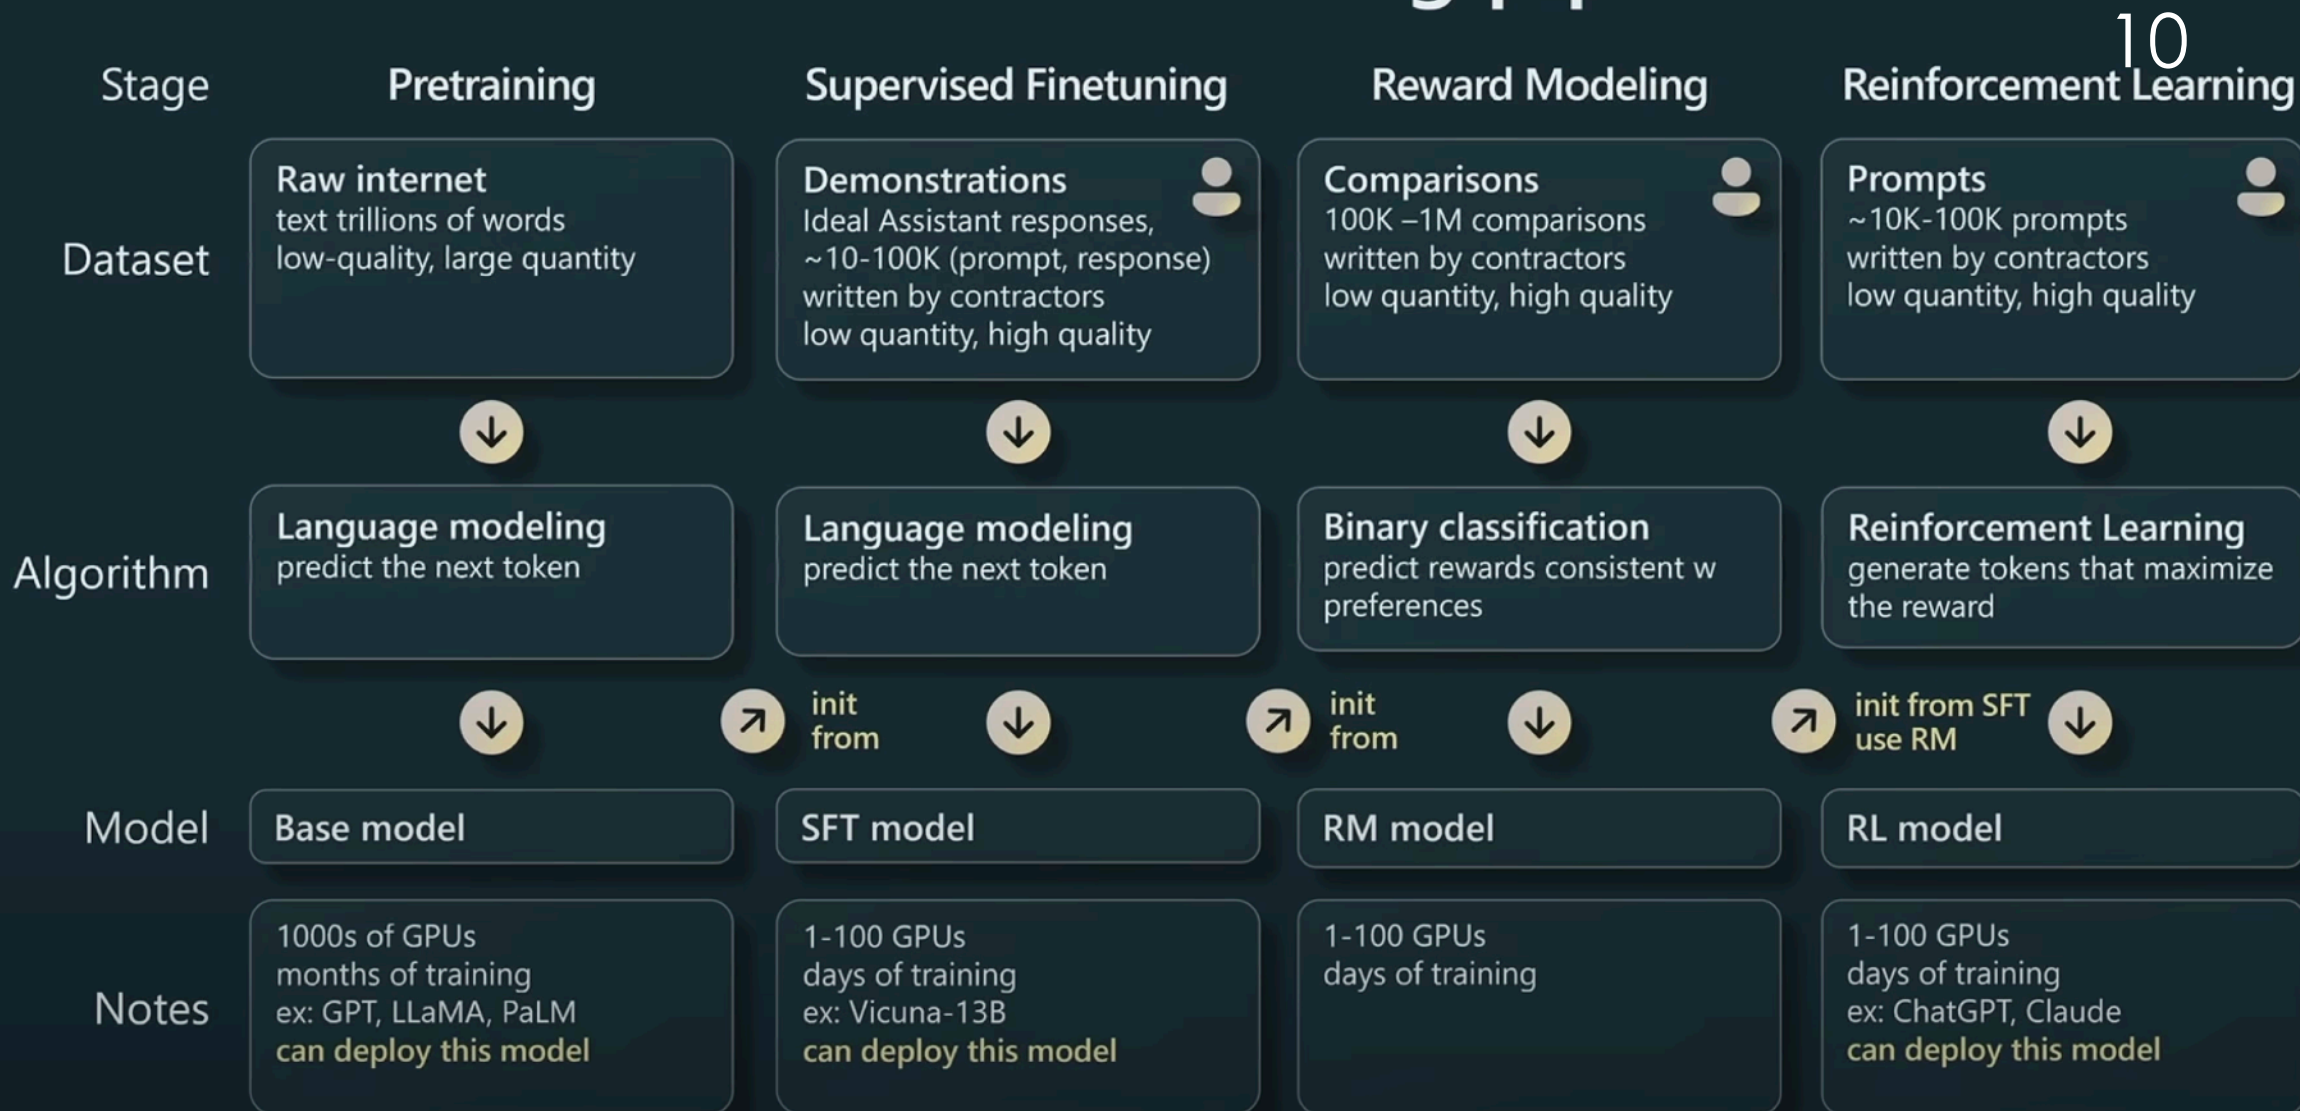 10
Stage
Pretraining
Supervised Finetuning
Reward Modeling
Reinforcement Learning
Dataset
Raw internet
text trillions of words
low-quality, large quantity
Demonstrations
Ideal Assistant responses,
~10-100K (prompt, response)
written by contractors
low quantity, high quality
Comparisons
100K –1M comparisons
written by contractors
low quantity, high quality
Prompts
~10K-100K prompts
written by contractors
low quantity, high quality
Algorithm
Language modeling
predict the next token
Language modeling
predict the next token
Binary classification
predict rewards consistent w
preferences
Reinforcement Learning
generate tokens that maximize
the reward
init
from
init
from
init from SFT
use RM
Model
Base model
SFT model
RM model
RL model
Notes
1000s of GPUs
months of training
ex: GPT, LLaMA, PaLM
can deploy this model
1-100 GPUs
days of training
ex: Vicuna-13B
can deploy this model
1-100 GPUs
days of training
1-100 GPUs
days of training
ex: ChatGPT, Claude
can deploy this model